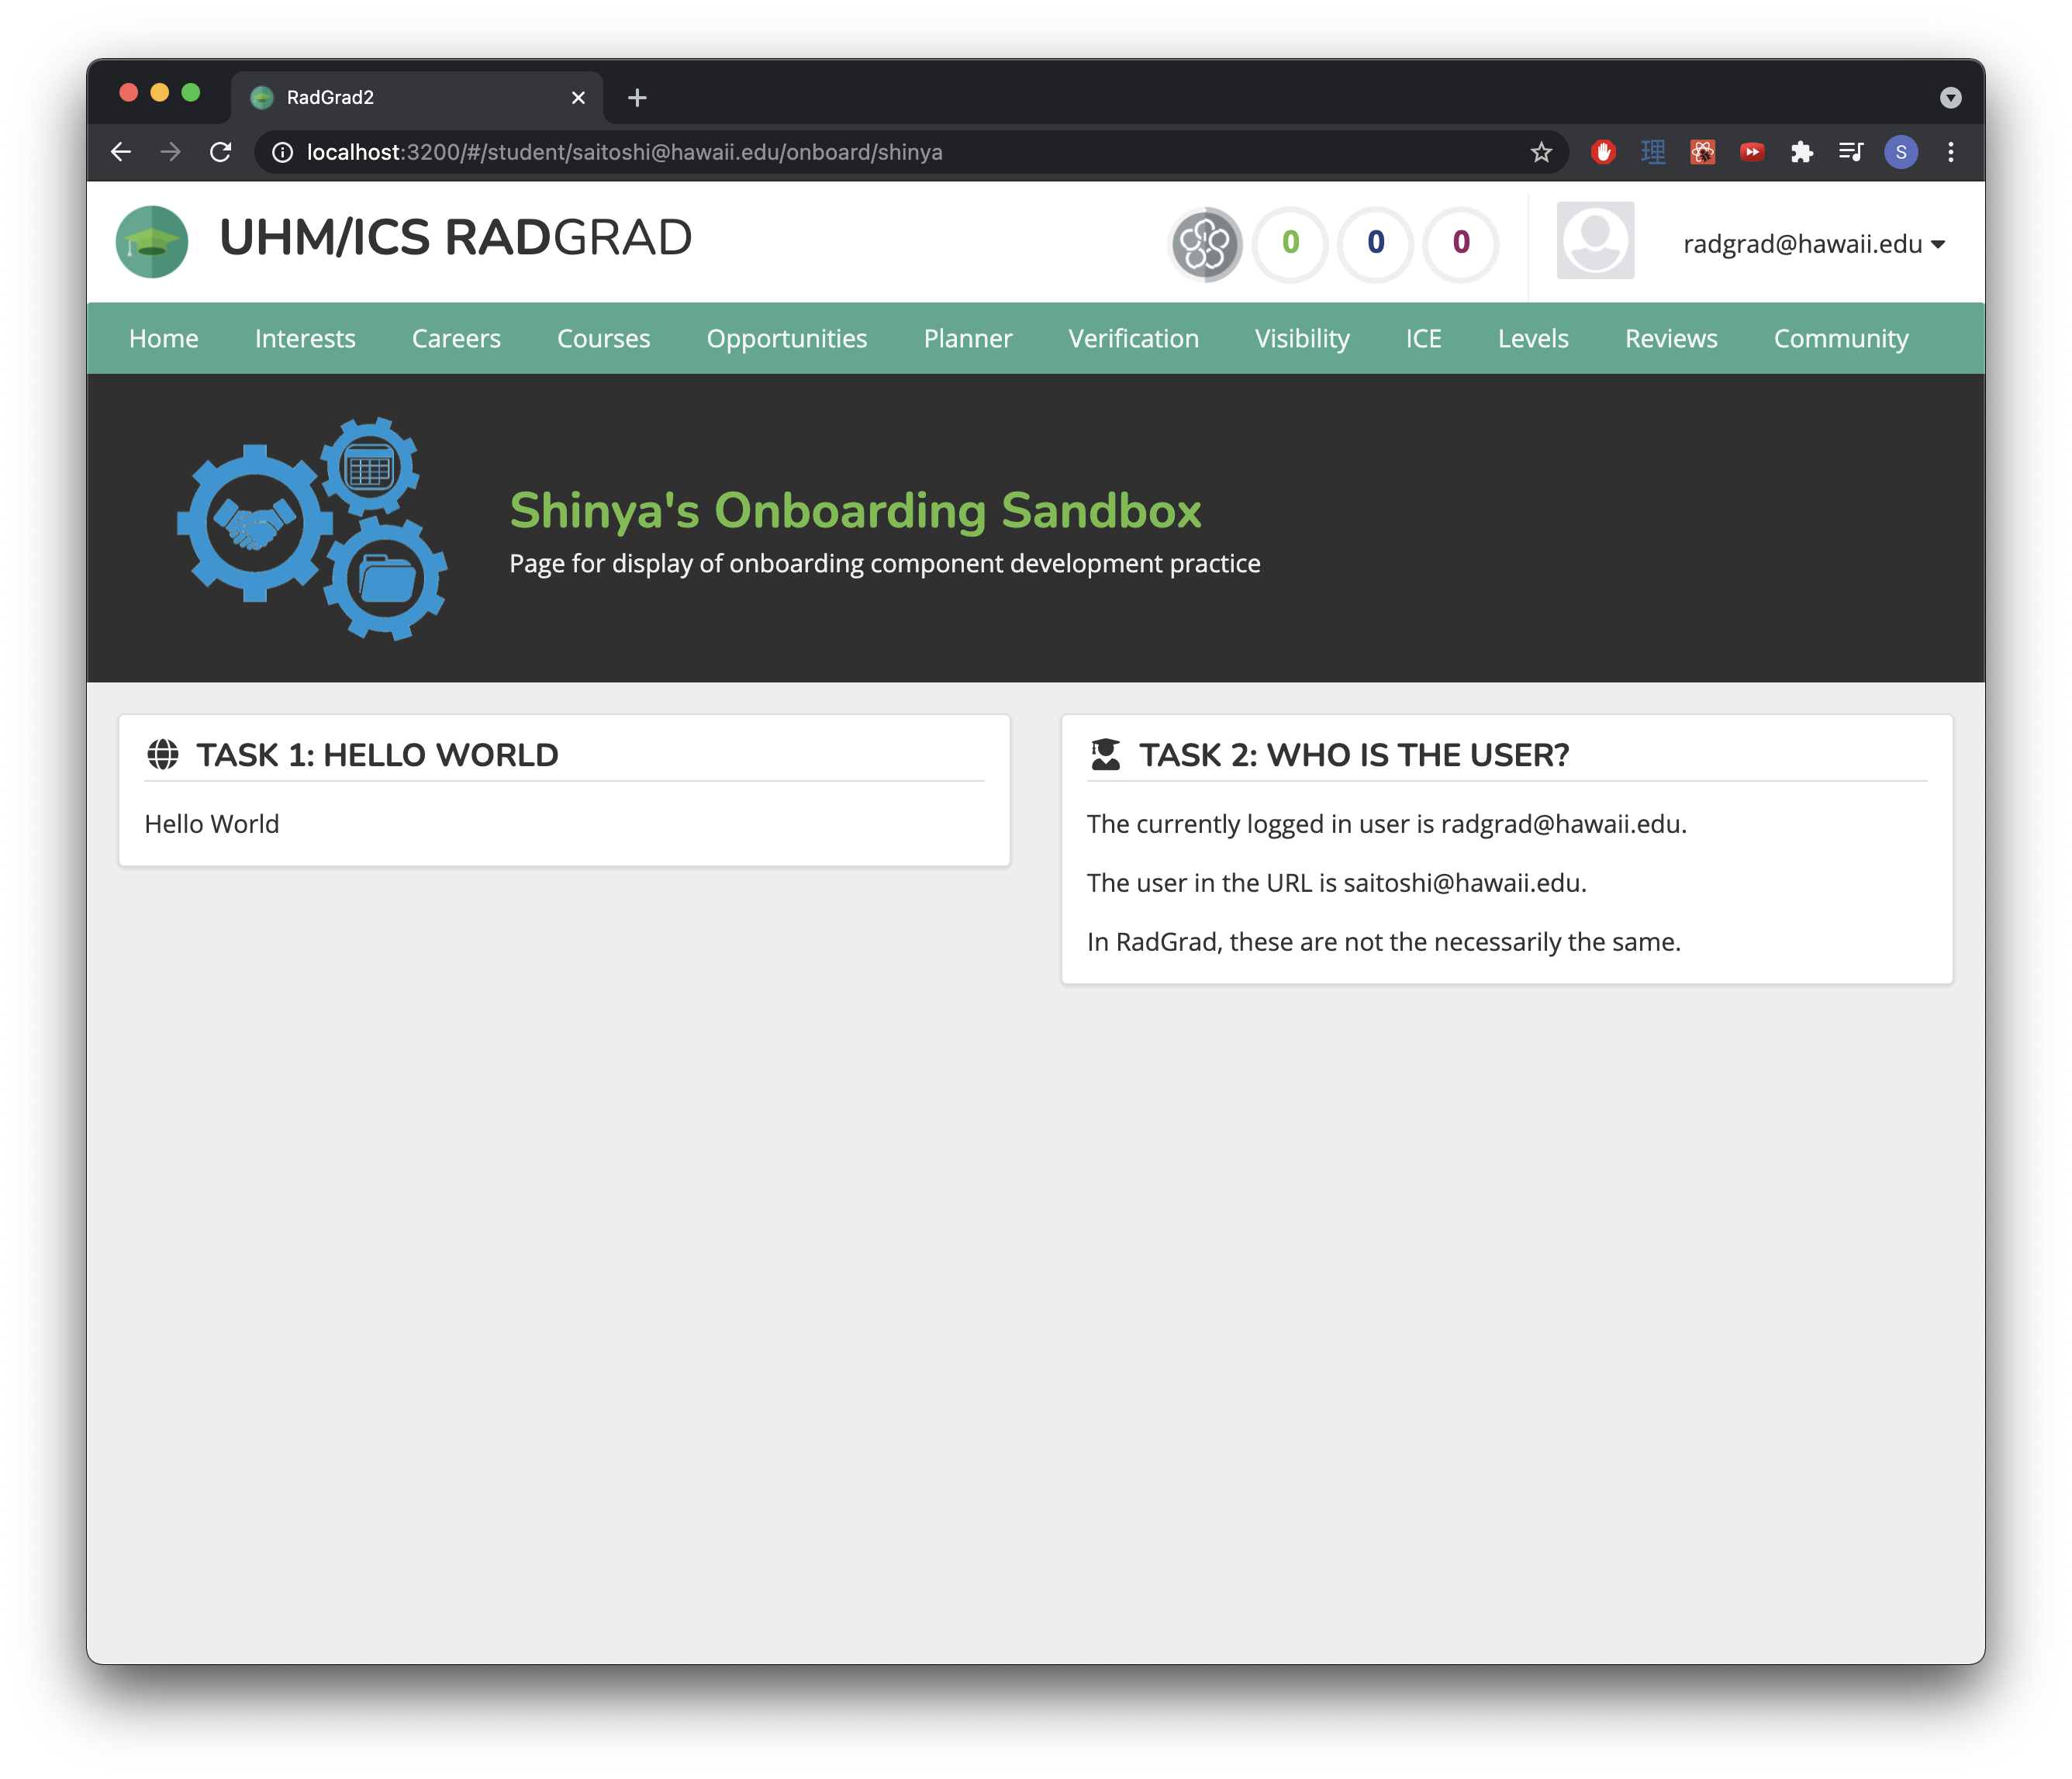 RadGrad2
localhost:3200/#/student/saitoshi@hawaii.edu/onboard/shinya
理
S
UHM/ICS RADGRAD
0 0 0
radgrad@hawaii.edu
Home Interests Careers Courses Opportunities Planner Verification Visibility ICE Levels Reviews Community
Shinya's Onboarding Sandbox
Page for display of onboarding component development practice
TASK 1: HELLO WORLD
Hello World
TASK 2: WHO IS THE USER?
The currently logged in user is radgrad@hawaii.edu.
The user in the URL is saitoshi@hawaii.edu.
In RadGrad, these are not the necessarily the same.